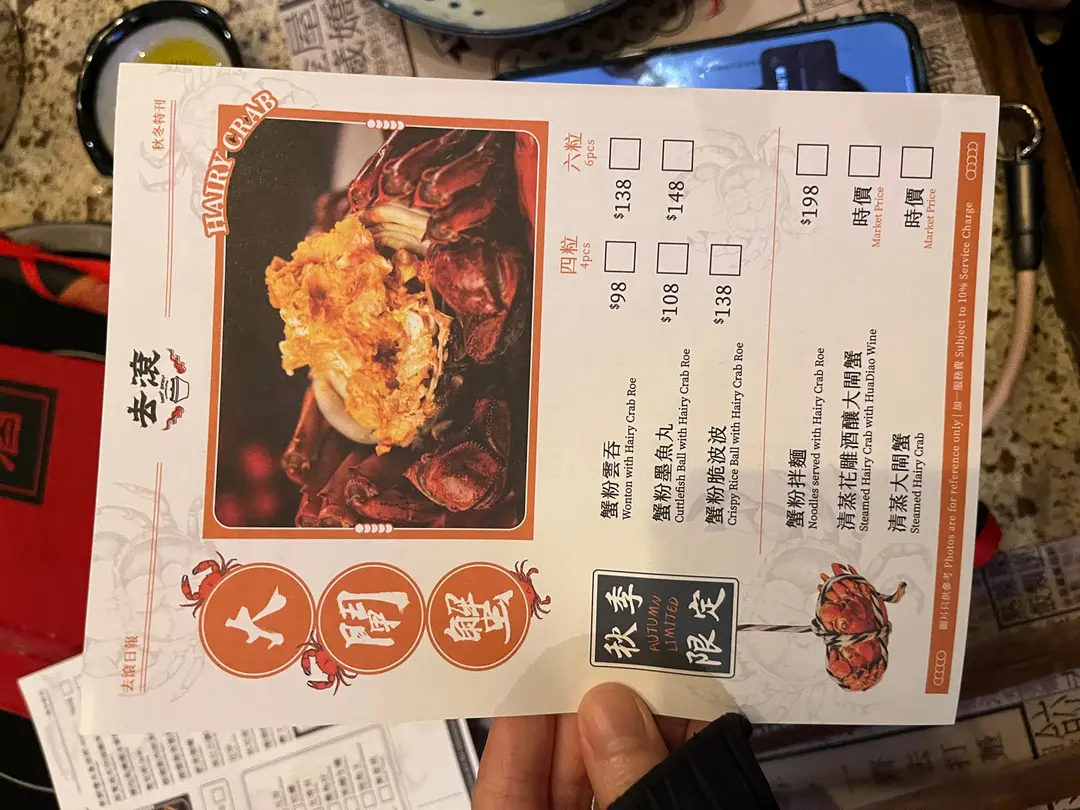 去滾日報
去滾
秋冬特刊
大閘蟹
HAIRY CRAB
秋季
AUTUMN
LIMITED
限定
四粒
4pcs
六粒
6pcs
蟹粉雲吞
Wonton with Hairy Crab Roe
$98
$138
蟹粉墨魚丸
Cuttlefish Ball with Hairy Crab Roe
$108
$148
蟹粉脆波波
Crispy Rice Ball with Hairy Crab Roe
$138
蟹粉拌麵
Noodles served with Hairy Crab Roe
$198
清蒸花雕酒釀大閘蟹
Steamed Hairy Crab with HuaDiao Wine
時價
Market Price
清蒸大閘蟹
Steamed Hairy Crab
時價
Market Price
圖片只供參考 Photos are for reference only | 加一服務費 Subject to 10% Service Charge